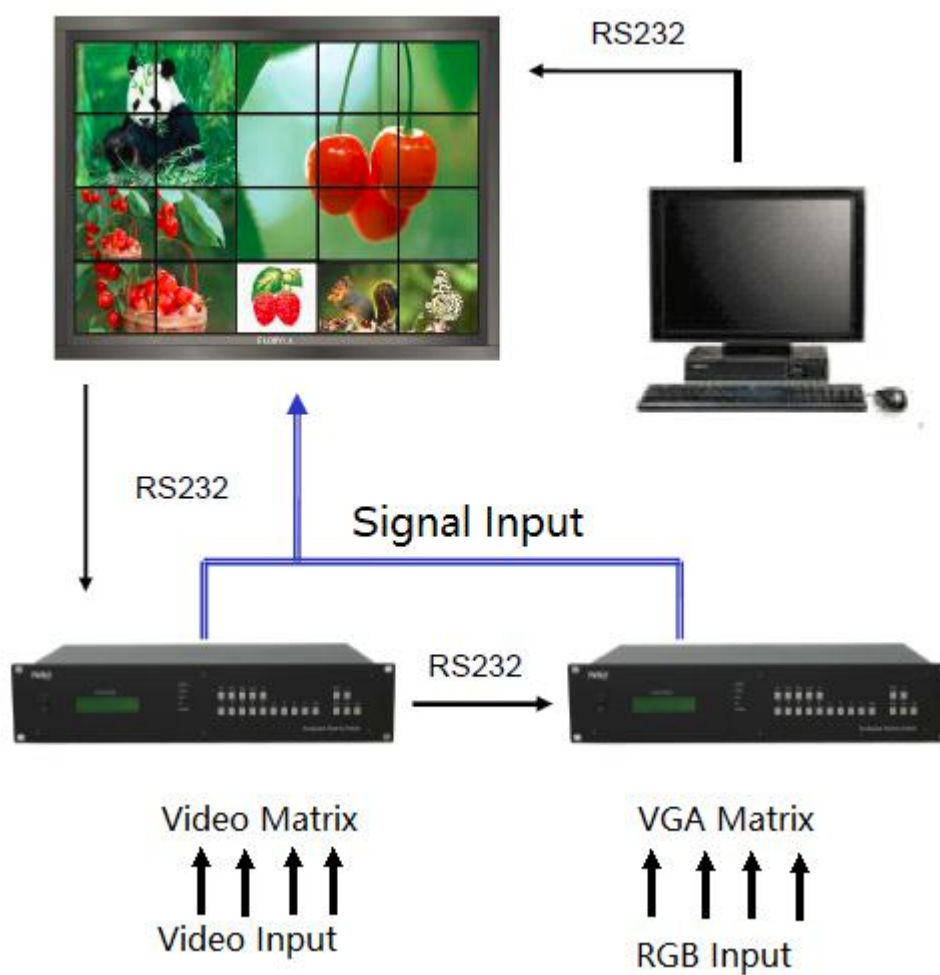 RS232
RS232
Signal Input
RS232
Video Matrix
VGA Matrix
Video Input
RGB Input